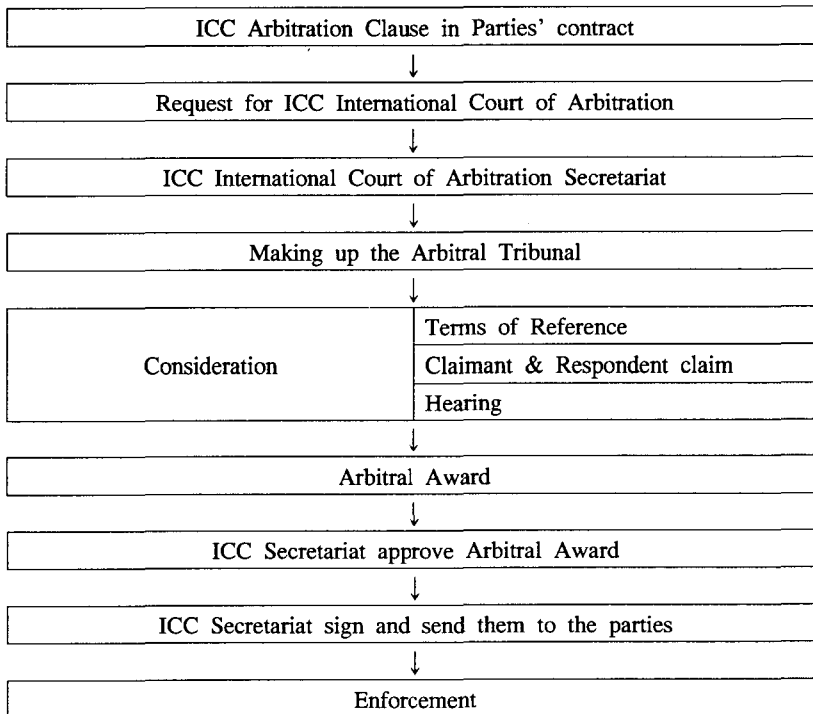 ICC Arbitration Clause in Parties' contract
↓
Request for ICC International Court of Arbitration
↓
ICC International Court of Arbitration Secretariat
↓
Making up the Arbitral Tribunal
↓
Consideration
Terms of Reference
Claimant & Respondent claim
Hearing
↓
Arbitral Award
↓
ICC Secretariat approve Arbitral Award
↓
ICC Secretariat sign and send them to the parties
↓
Enforcement